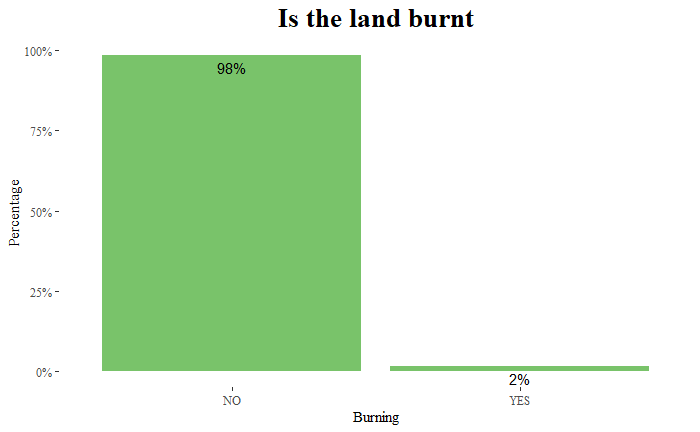 Is the land burnt
100%
98%
75%
Percentage
50%
25%
0%
2%
NO
YES
Burning